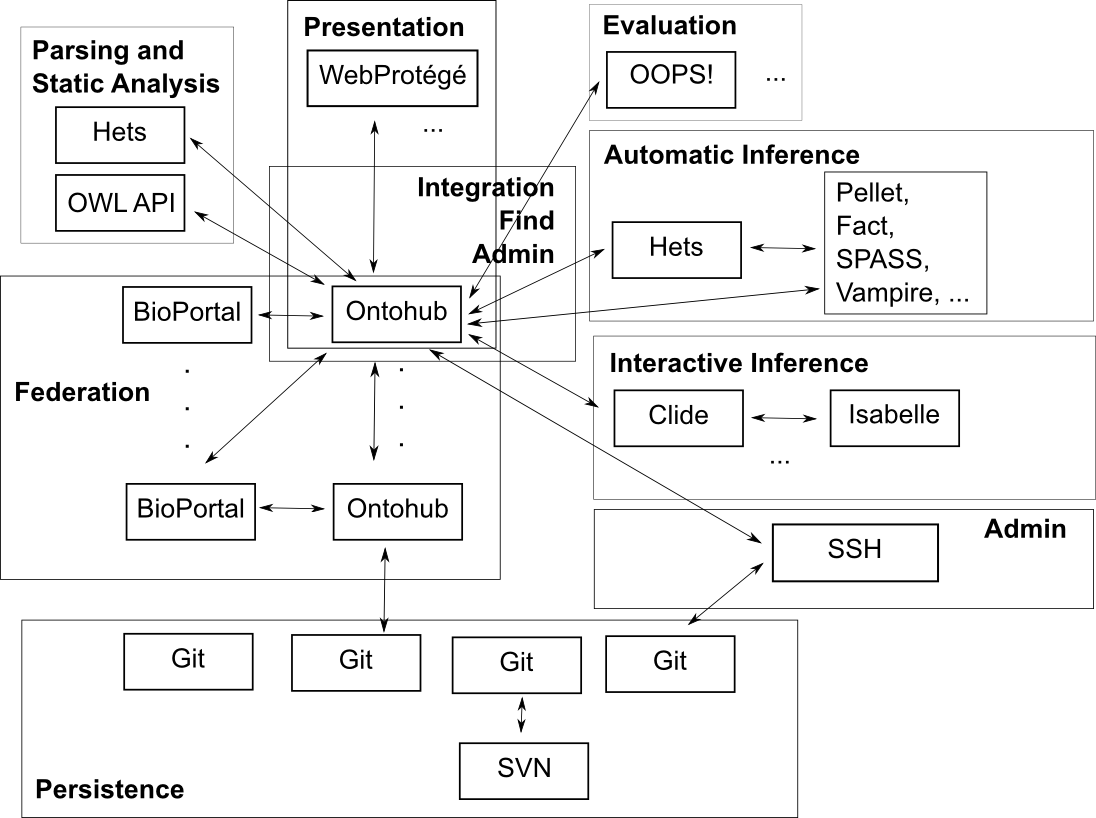 Parsing and
Static Analysis
Hets
OWL API
Presentation
WebProtégé
...
Evaluation
OOPS!
...
Integration
Find
Admin
Automatic Inference
Hets
Pellet,
Fact,
SPASS,
Vampire, ...
BioPortal
Ontohub
Federation
BioPortal
Ontohub
Interactive Inference
Clide
Isabelle
...
Admin
SSH
Git
Git
Git
Git
SVN
Persistence